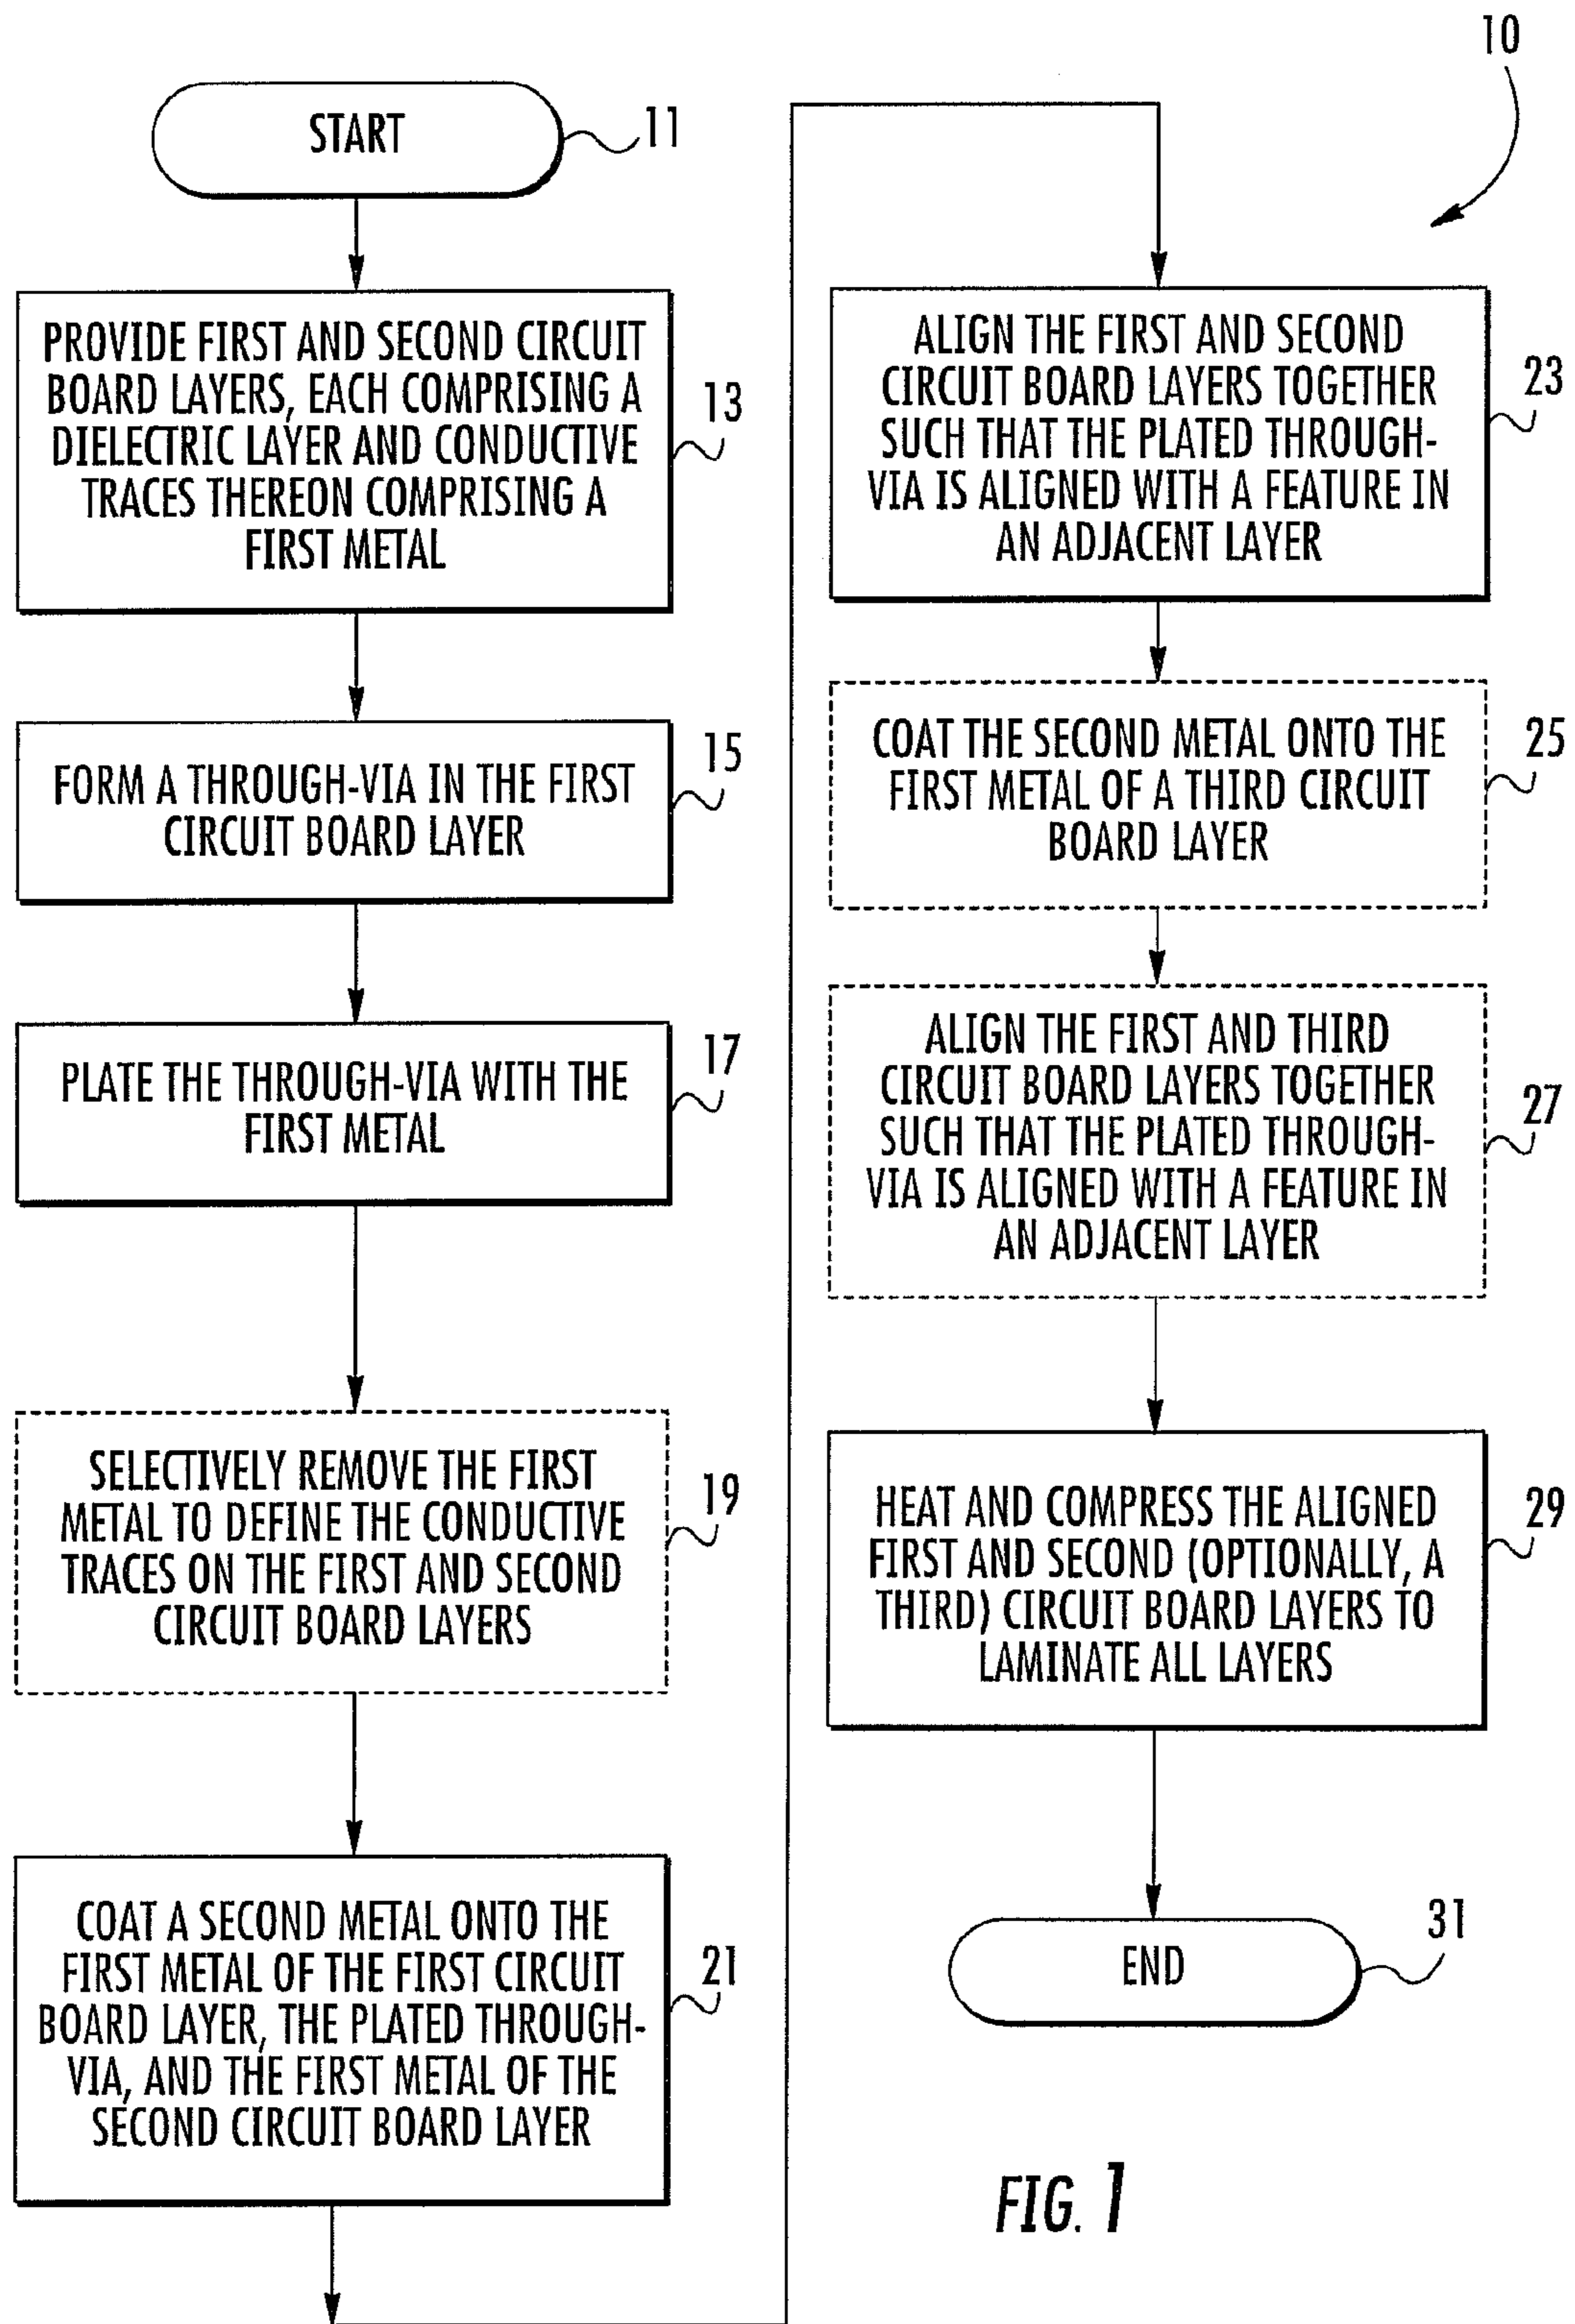 10
START
11
PROVIDE FIRST AND SECOND CIRCUIT
BOARD LAYERS, EACH COMPRISING A
DIELECTRIC LAYER AND CONDUCTIVE
TRACES THEREON COMPRISING A
FIRST METAL
13
FORM A THROUGH-VIA IN THE FIRST
CIRCUIT BOARD LAYER
15
PLATE THE THROUGH-VIA WITH THE
FIRST METAL
17
SELECTIVELY REMOVE THE FIRST
METAL TO DEFINE THE CONDUCTIVE
TRACES ON THE FIRST AND SECOND
CIRCUIT BOARD LAYERS
19
COAT A SECOND METAL ONTO THE
FIRST METAL OF THE FIRST CIRCUIT
BOARD LAYER, THE PLATED THROUGH-
VIA, AND THE FIRST METAL OF THE
SECOND CIRCUIT BOARD LAYER
21
ALIGN THE FIRST AND SECOND
CIRCUIT BOARD LAYERS TOGETHER
SUCH THAT THE PLATED THROUGH-
VIA IS ALIGNED WITH A FEATURE IN
AN ADJACENT LAYER
23
COAT THE SECOND METAL ONTO THE
FIRST METAL OF A THIRD CIRCUIT
BOARD LAYER
25
ALIGN THE FIRST AND THIRD
CIRCUIT BOARD LAYERS TOGETHER
SUCH THAT THE PLATED THROUGH-
VIA IS ALIGNED WITH A FEATURE IN
AN ADJACENT LAYER
27
HEAT AND COMPRESS THE ALIGNED
FIRST AND SECOND (OPTIONALLY, A
THIRD) CIRCUIT BOARD LAYERS TO
LAMINATE ALL LAYERS
29
END
31
FIG. 1